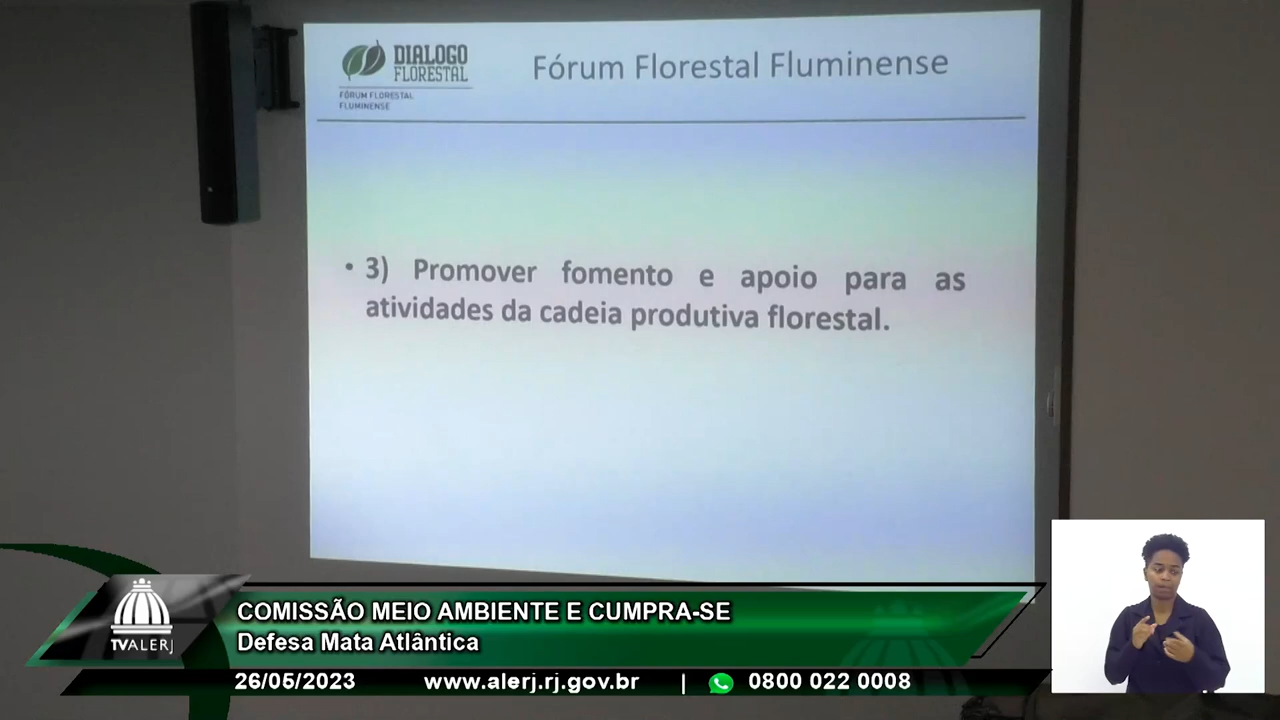 DIALOGO
FLORESTAL
FÓRUM FLORESTAL
FLUMINENSE
Fórum Florestal Fluminense
• 3) Promover fomento e apoio para as
atividades da cadeia produtiva florestal.
COMISSÃO MEIO AMBIENTE E CUMPRA-SE
Defesa Mata Atlântica
TVALERJ
26/05/2023 www.alerj.rj.gov.br | 0800 022 0008